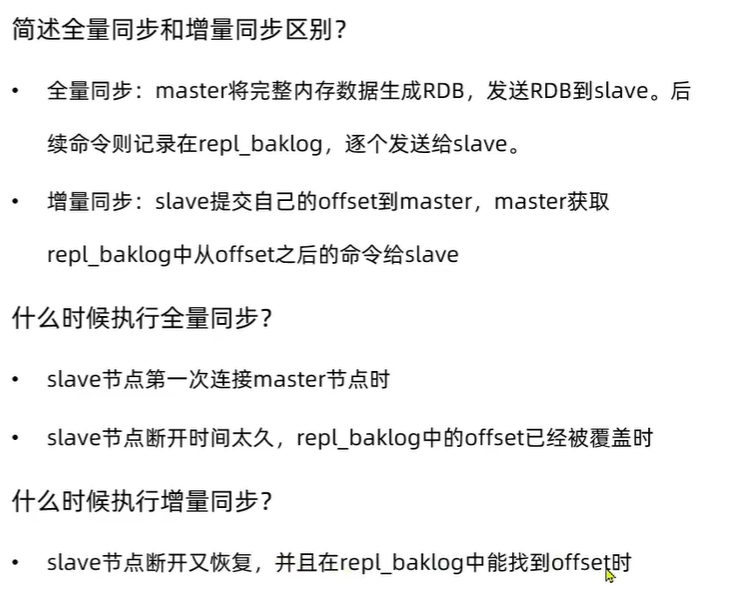 简述全量同步和增量同步区别？
• 全量同步：master将完整内存数据生成RDB，发送RDB到slave。后
续命令则记录在repl_baklog，逐个发送给slave。
• 增量同步：slave提交自己的offset到master，master获取
repl_baklog中从offset之后的命令给slave
什么时候执行全量同步？
• slave节点第一次连接master节点时
• slave节点断开时间太久，repl_baklog中的offset已经被覆盖时
什么时候执行增量同步？
• slave节点断开又恢复，并且在repl_baklog中能找到offset时